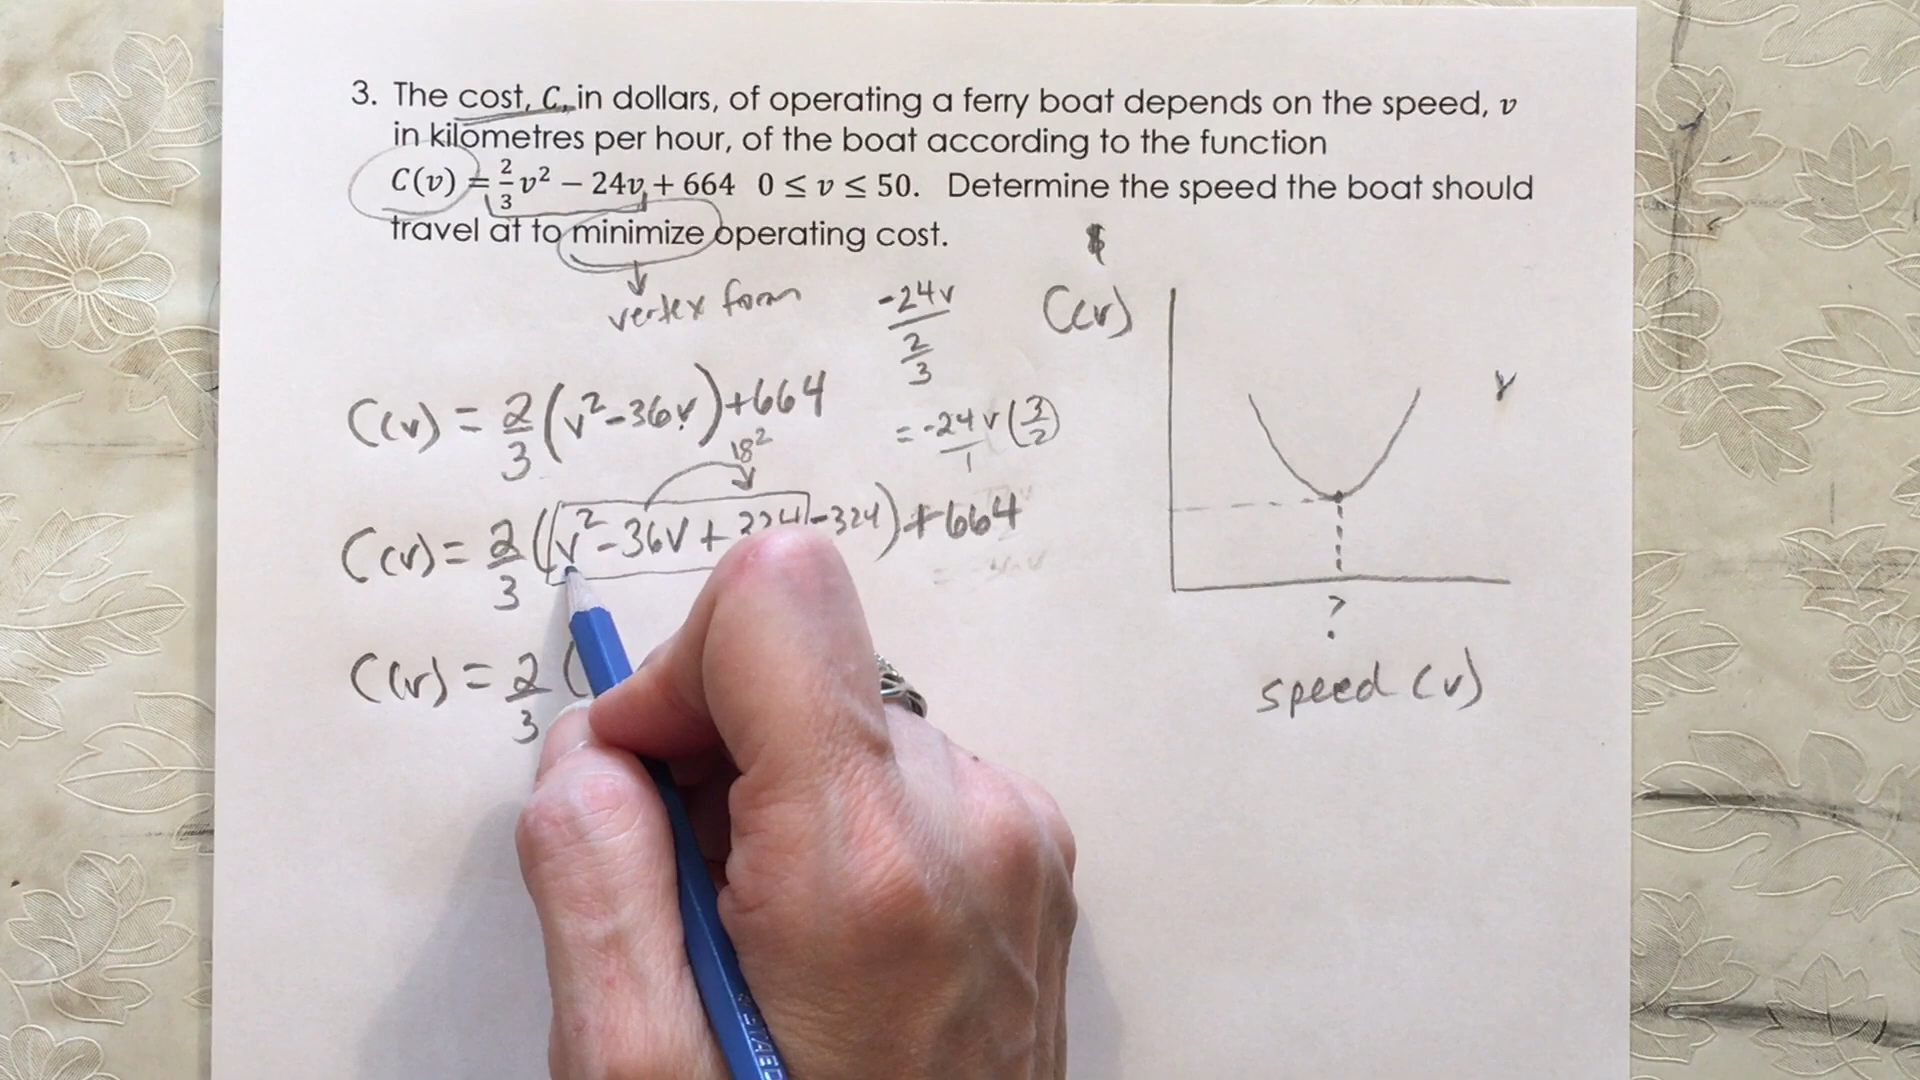 3. The cost, C, in dollars, of operating a ferry boat depends on the speed, v
in kilometres per hour, of the boat according to the function
C(v) = 2/3 v² − 24v + 664 0 ≤ v ≤ 50. Determine the speed the boat should
travel at to minimize operating cost.
vertex form
-24v
2/3
= -24v/1 (3/2)
$
C(v)
C(v) = 2/3 (v² - 36v) + 664
18²
C(v) = 2/3 (v² - 36v + 324 - 324) + 664
C(v) = 2/3 (
?
speed (v)
STAED